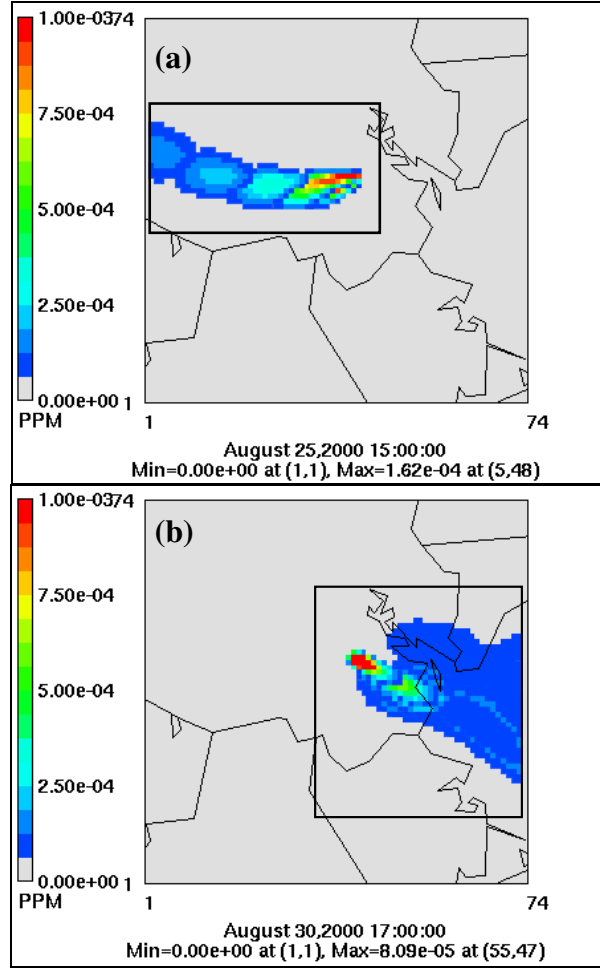 1.00e-0374
(a)
7.50e-04
5.00e-04
2.50e-04
0.00e+00 1
PPM
1 74
August 25,2000 15:00:00
Min=0.00e+00 at (1,1), Max=1.62e-04 at (5,48)
1.00e-0374
(b)
7.50e-04
5.00e-04
2.50e-04
0.00e+00 1
PPM
1 74
August 30,2000 17:00:00
Min=0.00e+00 at (1,1), Max=8.09e-05 at (55,47)